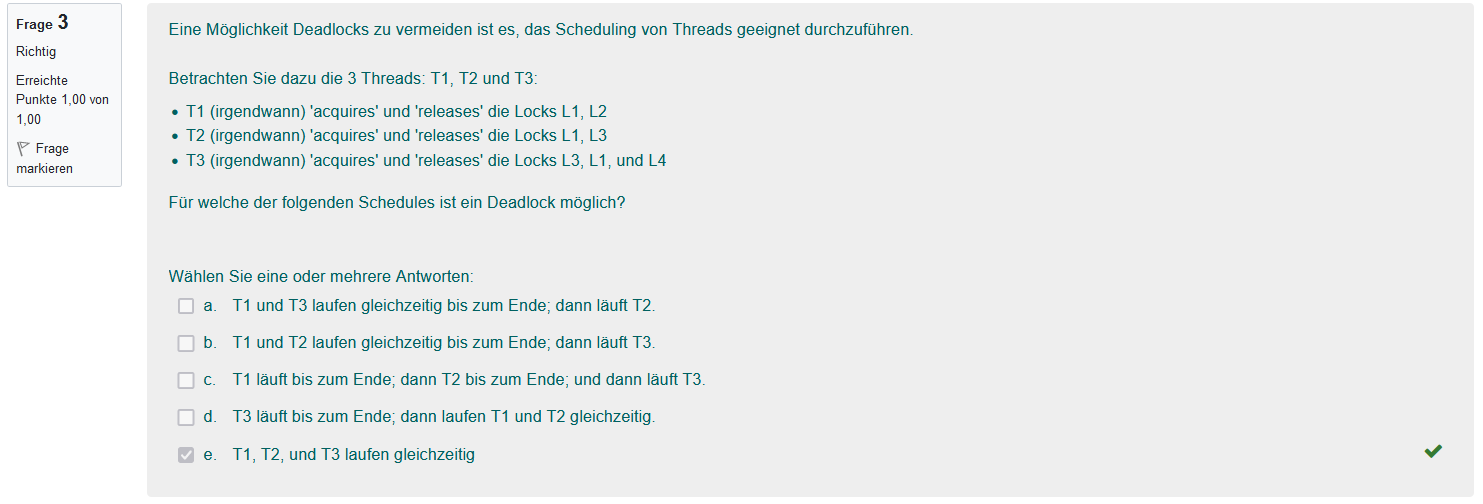 Frage 3
Richtig
Erreichte
Punkte 1,00 von
1,00
Frage
markieren
Eine Möglichkeit Deadlocks zu vermeiden ist es, das Scheduling von Threads geeignet durchzuführen.
Betrachten Sie dazu die 3 Threads: T1, T2 und T3:
• T1 (irgendwann) 'acquires' und 'releases' die Locks L1, L2
• T2 (irgendwann) 'acquires' und 'releases' die Locks L1, L3
• T3 (irgendwann) 'acquires' und 'releases' die Locks L3, L1, und L4
Für welche der folgenden Schedules ist ein Deadlock möglich?
Wählen Sie eine oder mehrere Antworten:
a. T1 und T3 laufen gleichzeitig bis zum Ende; dann läuft T2.
b. T1 und T2 laufen gleichzeitig bis zum Ende; dann läuft T3.
c. T1 läuft bis zum Ende; dann T2 bis zum Ende; und dann läuft T3.
d. T3 läuft bis zum Ende; dann laufen T1 und T2 gleichzeitig.
e. T1, T2, und T3 laufen gleichzeitig